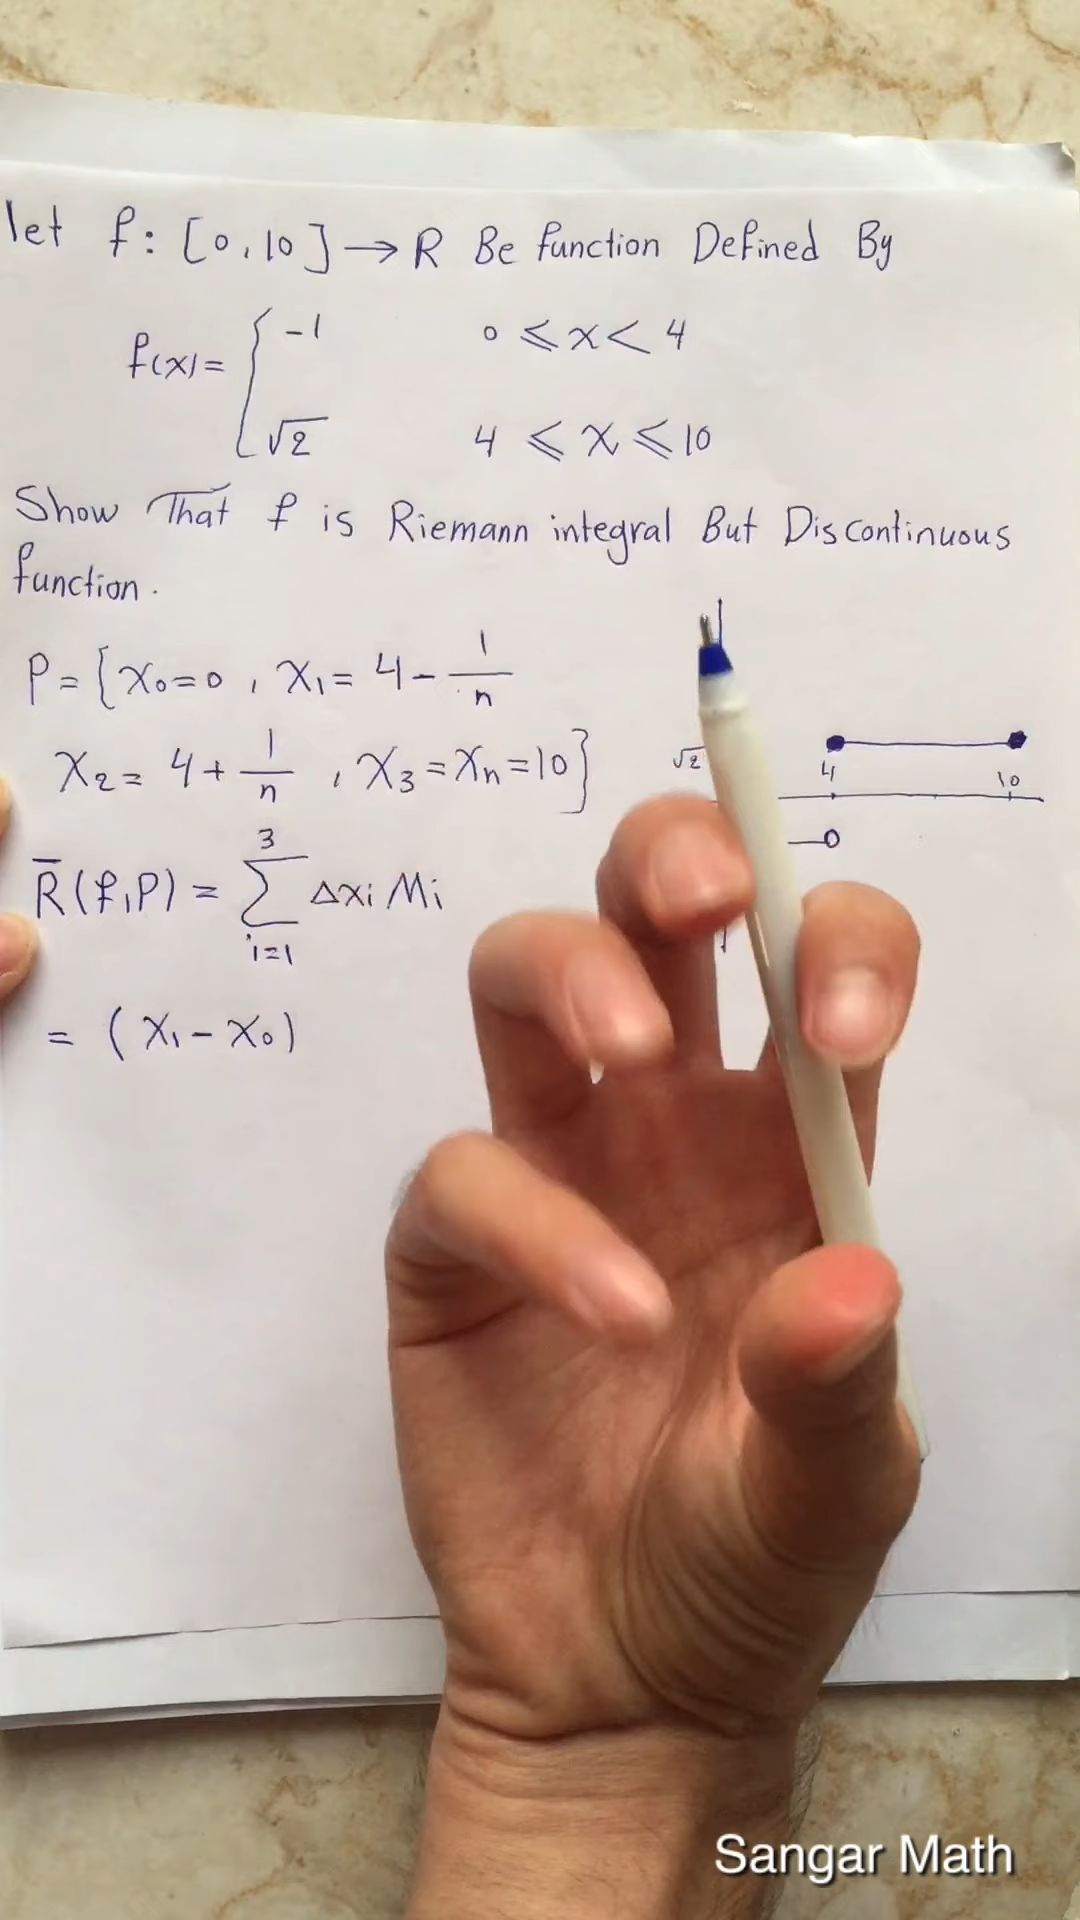 let f: [0,10] → R Be function Defined By
f(x) = { -1 0 ⩽ x < 4
√2 4 ⩽ x ⩽ 10
Show That f is Riemann integral But Discontinuous
function.
P = { x₀ = 0 , x₁ = 4 - 1/n
x₂ = 4 + 1/n , x₃ = xₙ = 10 }
√2 4 10
R̅(f,P) = Σ_{i=1}^{3} Δxi Mi
= (x₁ - x₀)
Sangar Math